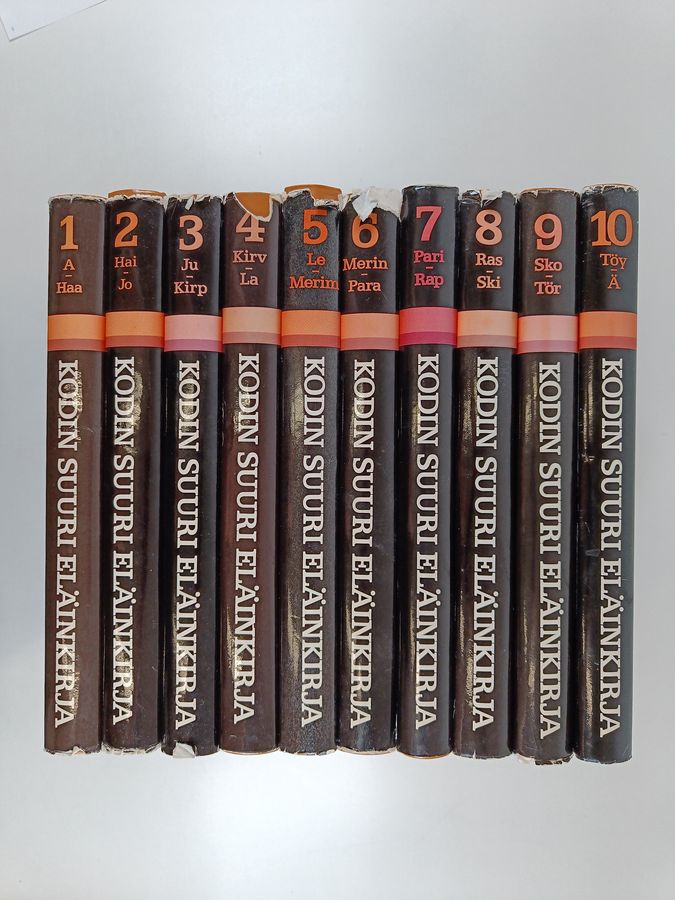 1
A
–
Haa
KODIN SUURI ELÄINKIRJA
2
Hai
–
Jo
KODIN SUURI ELÄINKIRJA
3
Ju
–
Kirp
KODIN SUURI ELÄINKIRJA
4
Kirv
–
La
KODIN SUURI ELÄINKIRJA
5
Le
–
Merim
KODIN SUURI ELÄINKIRJA
6
Merin
–
Para
KODIN SUURI ELÄINKIRJA
7
Pari
–
Rap
KODIN SUURI ELÄINKIRJA
8
Ras
–
Ski
KODIN SUURI ELÄINKIRJA
9
Sko
–
Tör
KODIN SUURI ELÄINKIRJA
10
Töy
–
Ä
KODIN SUURI ELÄINKIRJA